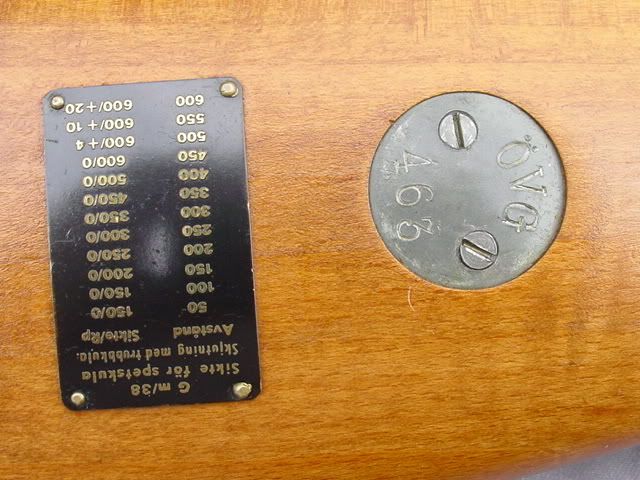 G m/38
Sikte för spetskula
Skjutning med trubbkula.
Avstånd Sikte/Rp
50 150/0
100 150/0
150 200/0
200 250/0
250 300/0
300 350/0
350 450/0
400 500/0
450 600/0
500 600/+4
550 600/+10
600 600/+20
ÖVG
463